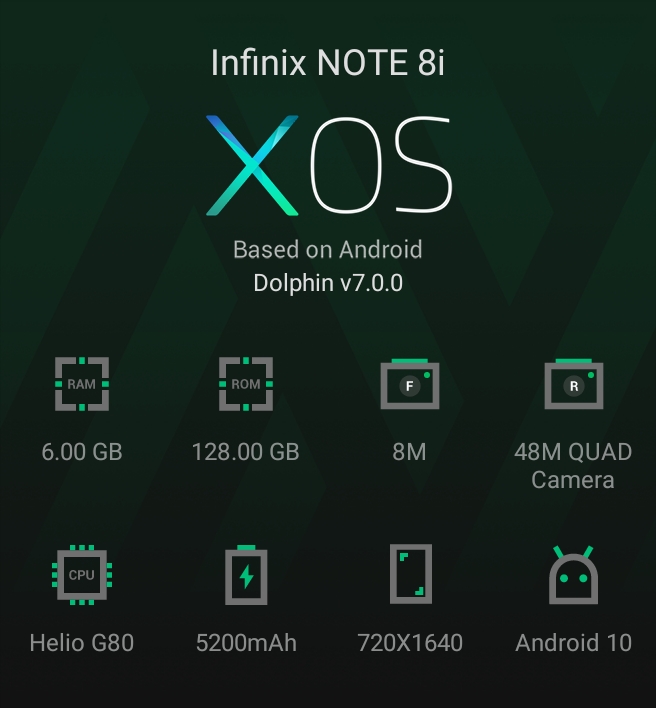 Infinix NOTE 8i
XOS
Based on Android
Dolphin v7.0.0
RAM
ROM
F
R
6.00 GB
128.00 GB
8M
48M QUAD
Camera
CPU
Helio G80
5200mAh
720X1640
Android 10